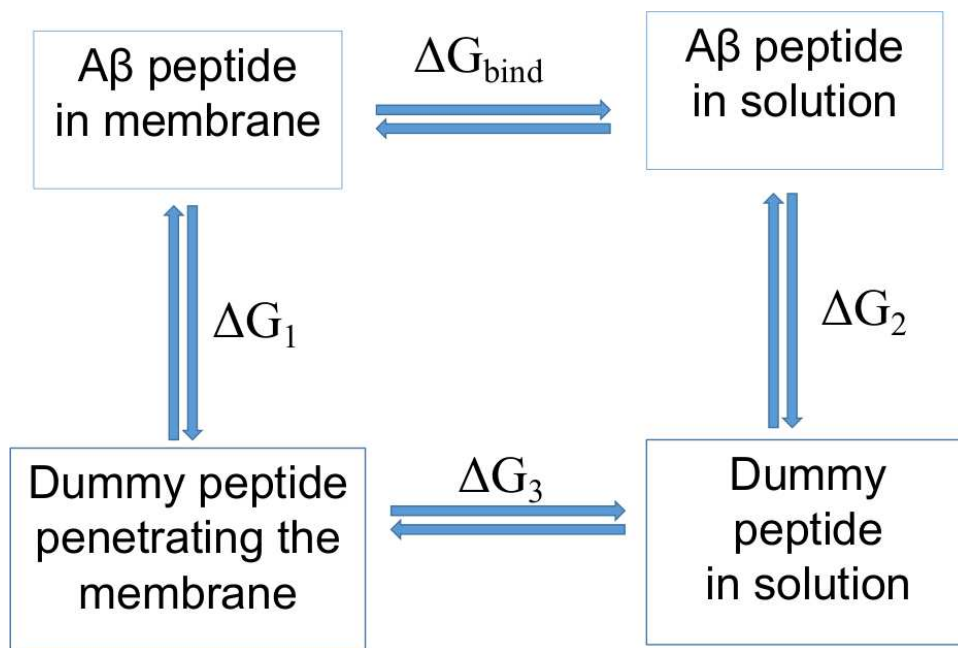 Aβ peptide
in membrane
ΔGbind
Aβ peptide
in solution
ΔG1
ΔG2
Dummy peptide
penetrating the
membrane
ΔG3
Dummy
peptide
in solution